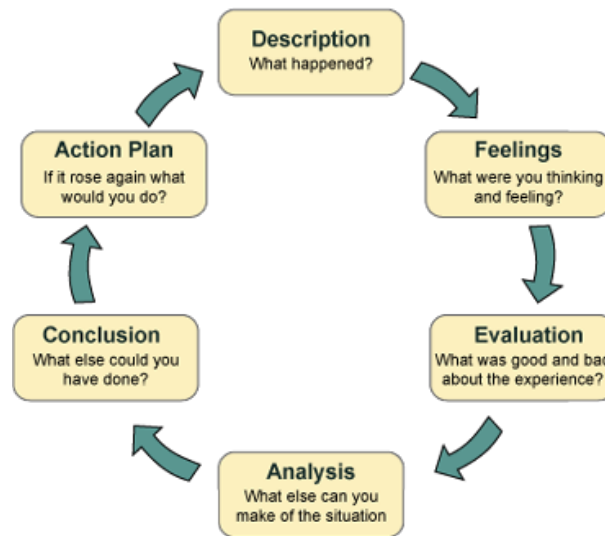 Description
What happened?
Feelings
What were you thinking
and feeling?
Evaluation
What was good and bad
about the experience?
Analysis
What else can you
make of the situation
Conclusion
What else could you
have done?
Action Plan
If it rose again what
would you do?